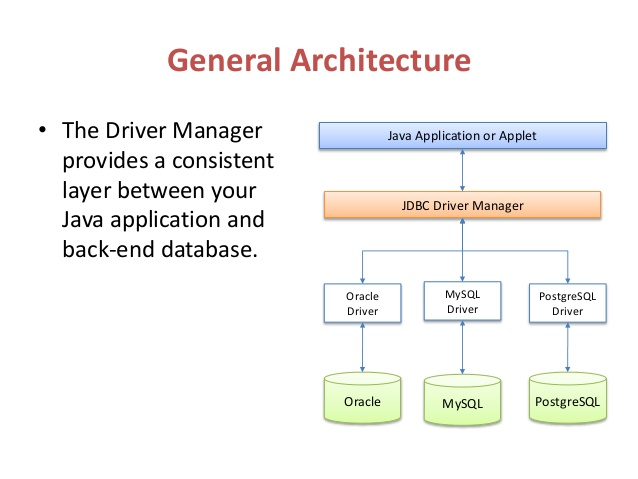 General Architecture
• The Driver Manager
provides a consistent
layer between your
Java application and
back-end database.
Java Application or Applet
JDBC Driver Manager
Oracle
Driver
MySQL
Driver
PostgreSQL
Driver
Oracle
MySQL
PostgreSQL